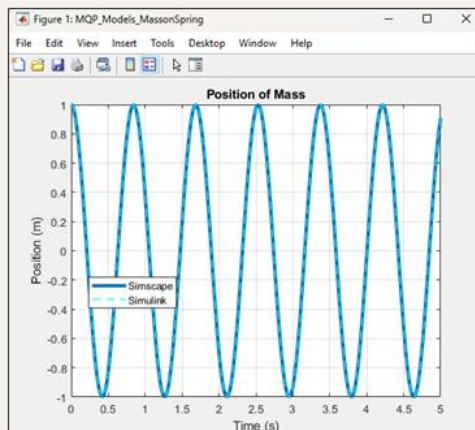 Figure 1: MQP_Models_MassonSpring
File Edit View Insert Tools Desktop Window Help
Position of Mass
1
0.8
0.6
0.4
0.2
0
-0.2
-0.4
-0.6
-0.8
-1
Position (m)
Simscape
Simulink
0 0.5 1 1.5 2 2.5 3 3.5 4 4.5 5
Time (s)